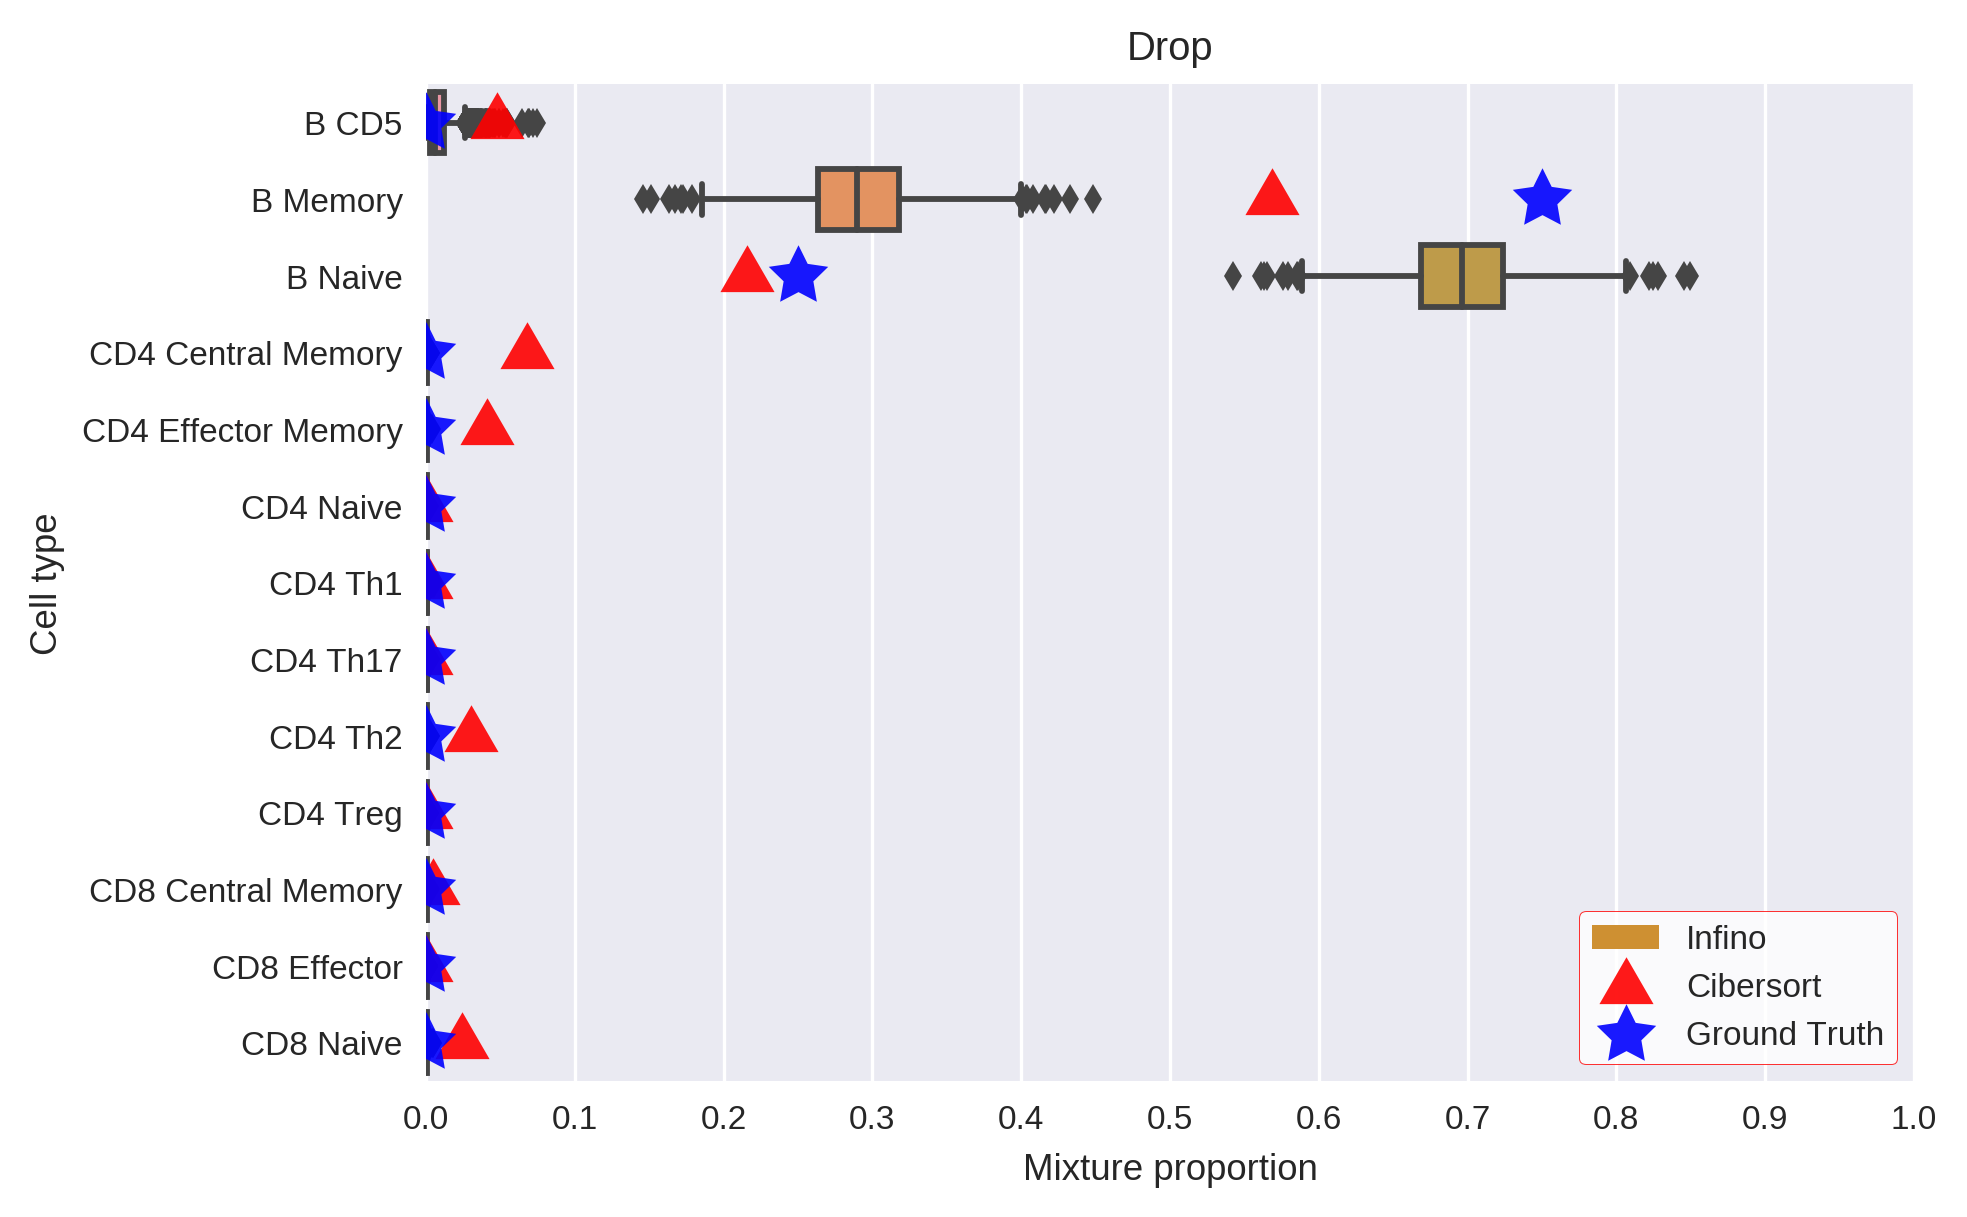 Drop
B CD5
B Memory
B Naive
CD4 Central Memory
CD4 Effector Memory
CD4 Naive
CD4 Th1
CD4 Th17
CD4 Th2
CD4 Treg
CD8 Central Memory
CD8 Effector
CD8 Naive
Cell type
Infino
Cibersort
Ground Truth
0.0 0.1 0.2 0.3 0.4 0.5 0.6 0.7 0.8 0.9 1.0
Mixture proportion